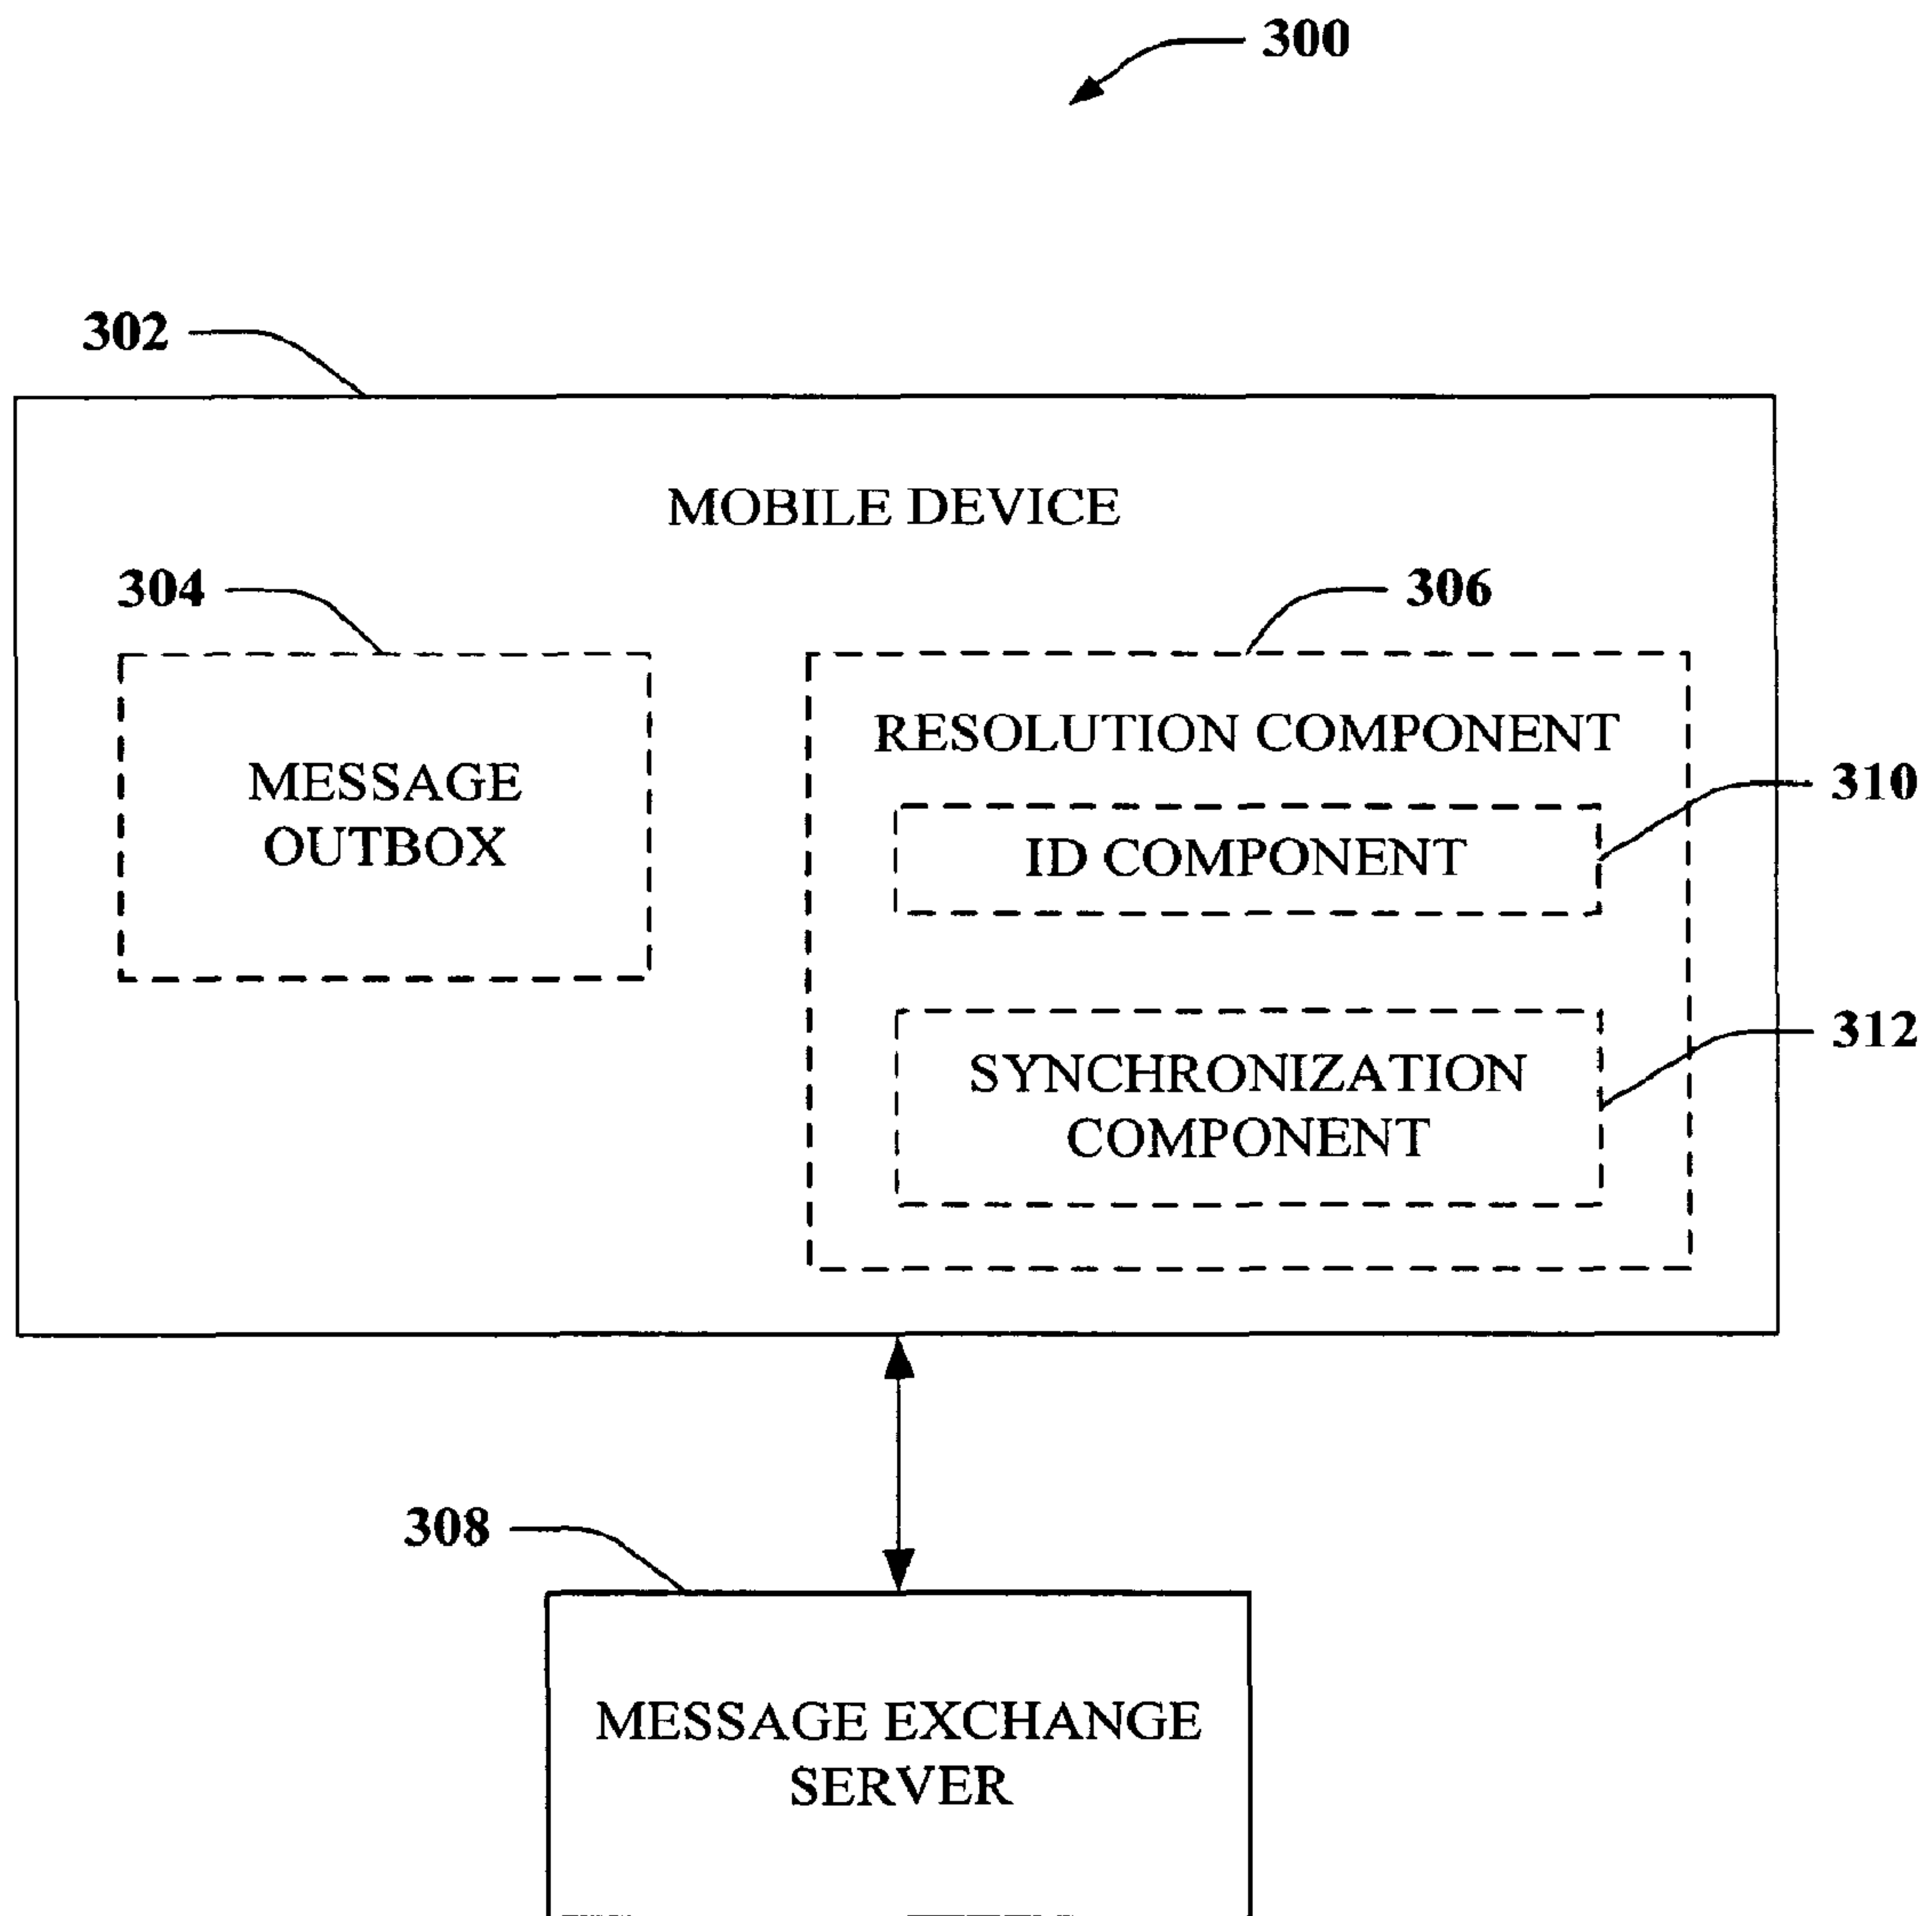 300
302
MOBILE DEVICE
304
306
MESSAGE
OUTBOX
RESOLUTION COMPONENT
310
ID COMPONENT
312
SYNCHRONIZATION
COMPONENT
308
MESSAGE EXCHANGE
SERVER